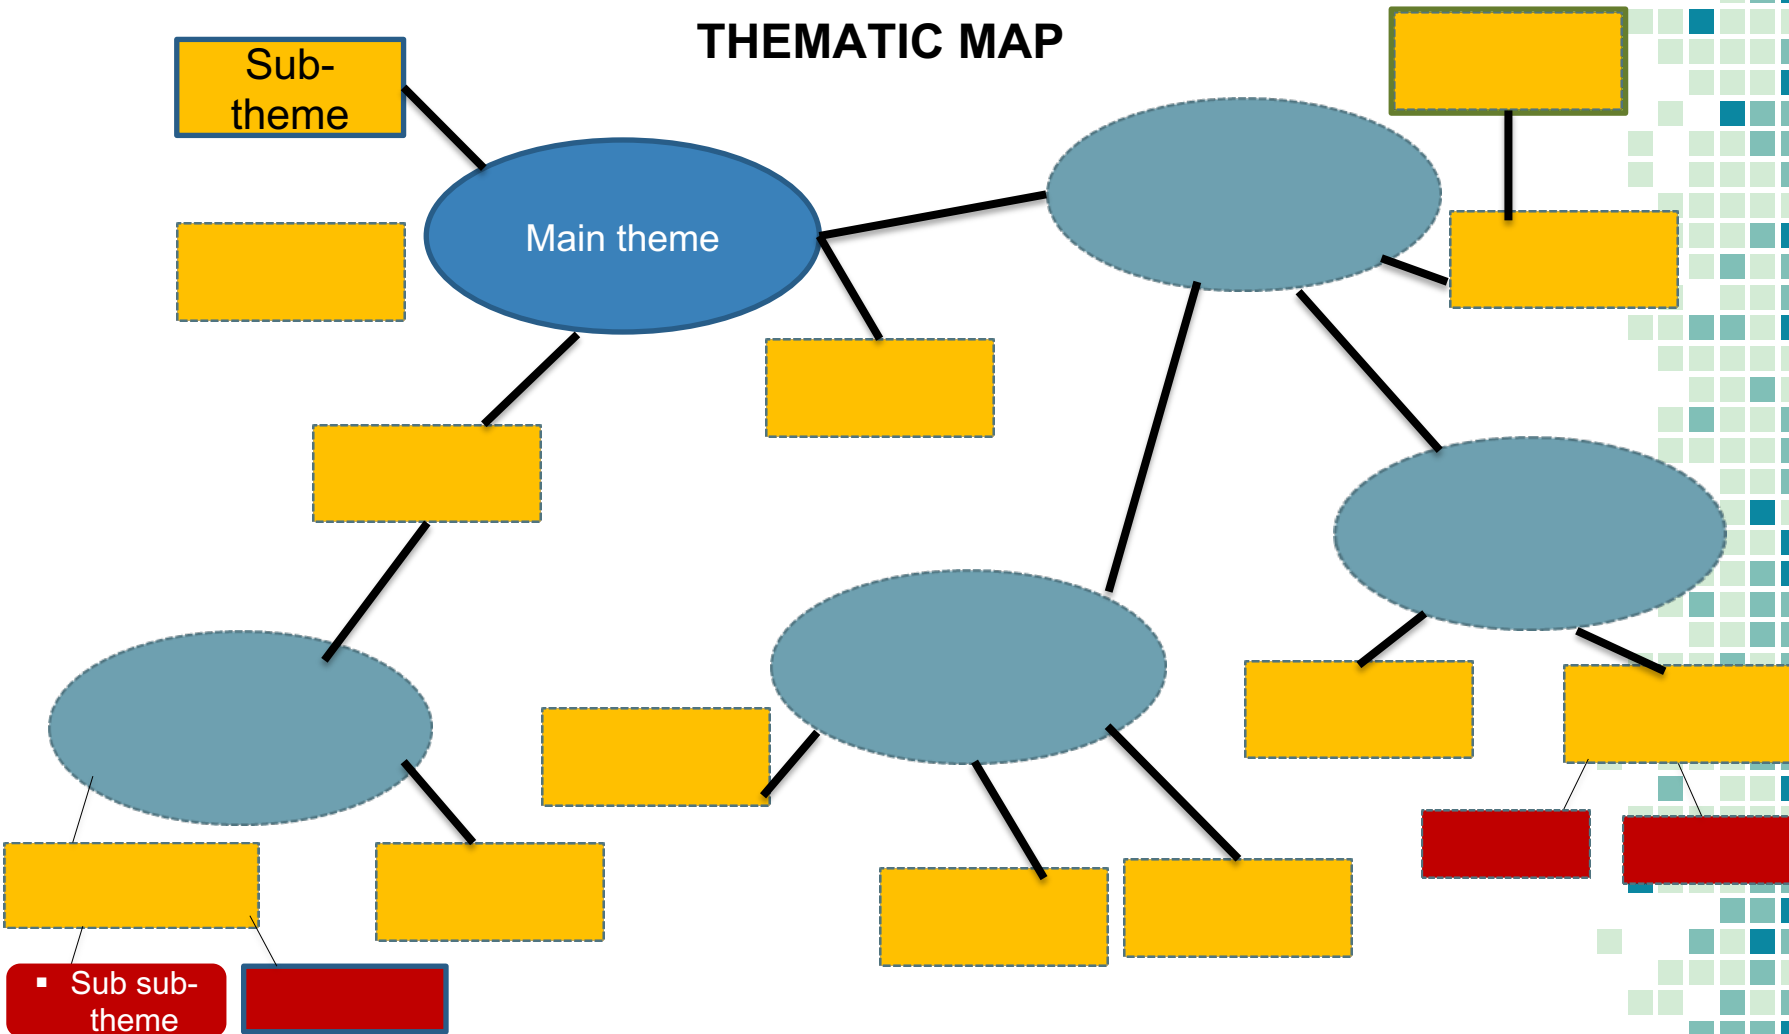 THEMATIC MAP
Sub-
theme
Main theme
▪ Sub sub-
theme